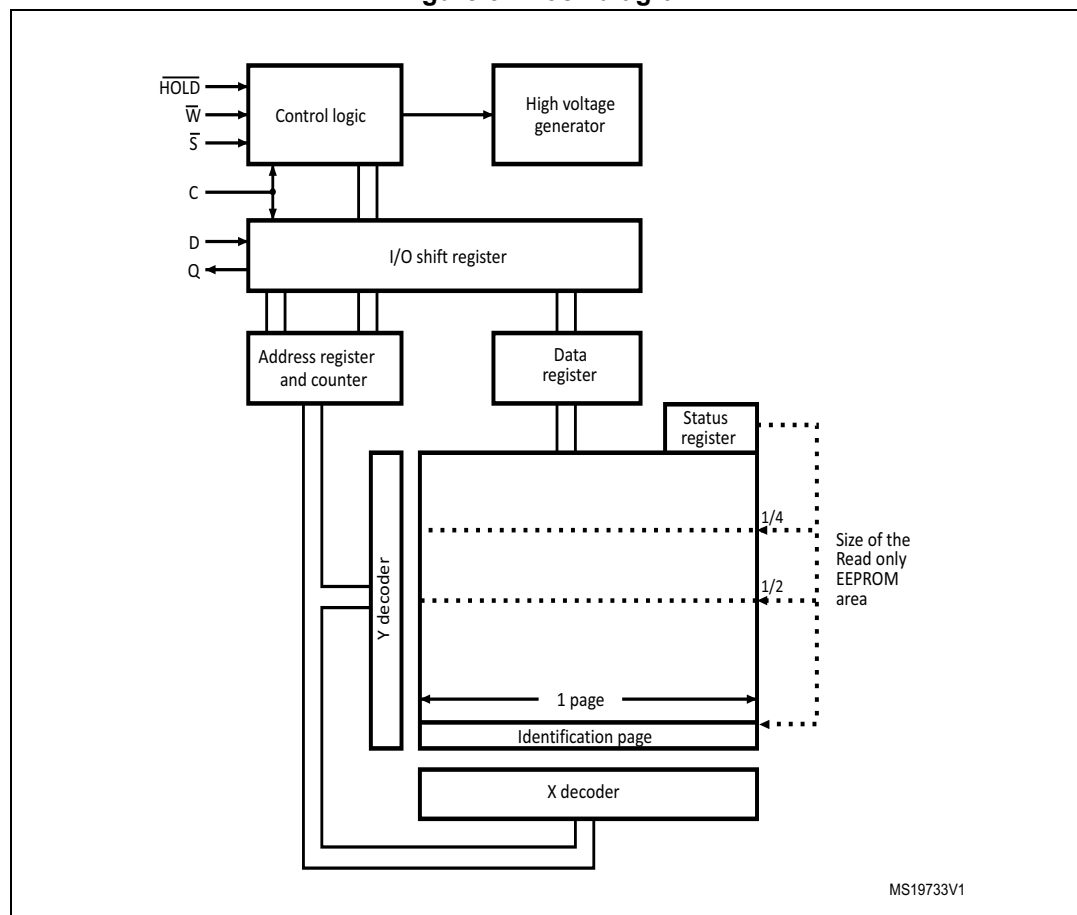 HOLD
W
S
C
D
Q
Control logic
High voltage
generator
I/O shift register
Address register
and counter
Data
register
Status
register
1/4
1/2
Size of the
Read only
EEPROM
area
Y decoder
1 page
Identification page
X decoder
MS19733V1